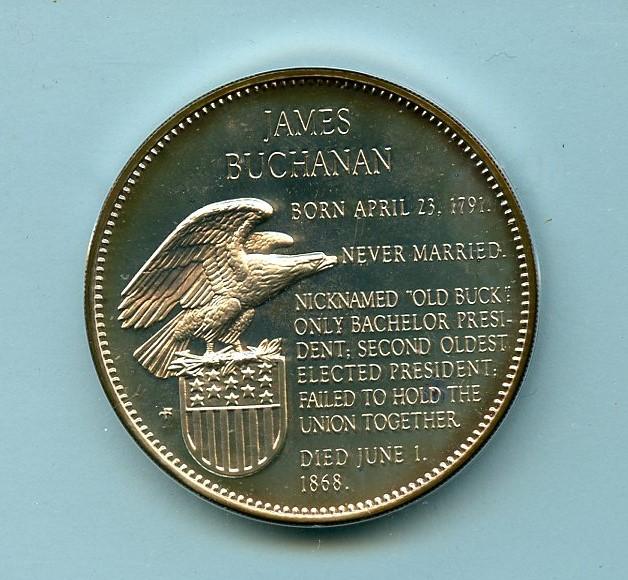 JAMES
BUCHANAN
BORN APRIL 23, 1791.
NEVER MARRIED.
NICKNAMED "OLD BUCK";
ONLY BACHELOR PRESI-
DENT; SECOND OLDEST
ELECTED PRESIDENT;
FAILED TO HOLD THE
UNION TOGETHER.
DIED JUNE 1,
1868.